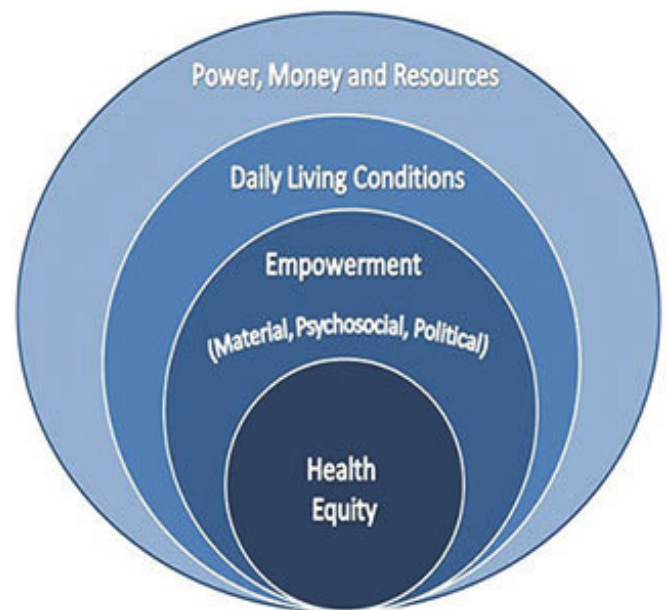 Power, Money and Resources
Daily Living Conditions
Empowerment
(Material, Psychosocial, Political)
Health
Equity